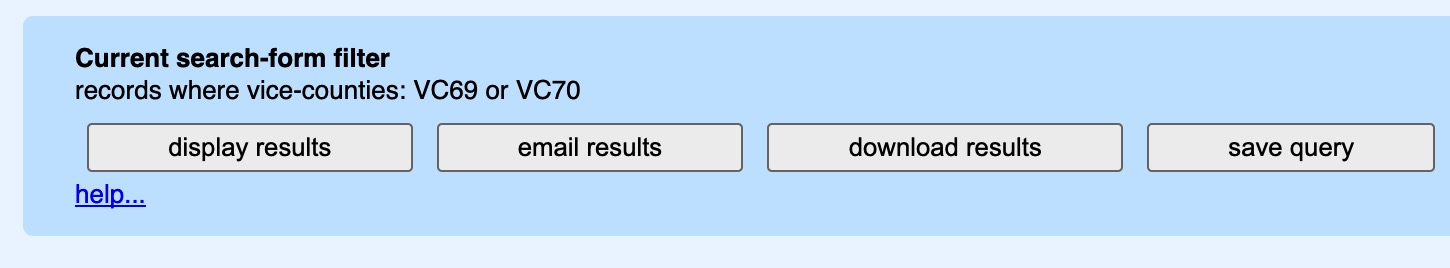 Current search-form filter
records where vice-counties: VC69 or VC70
display results email results download results save query
help...